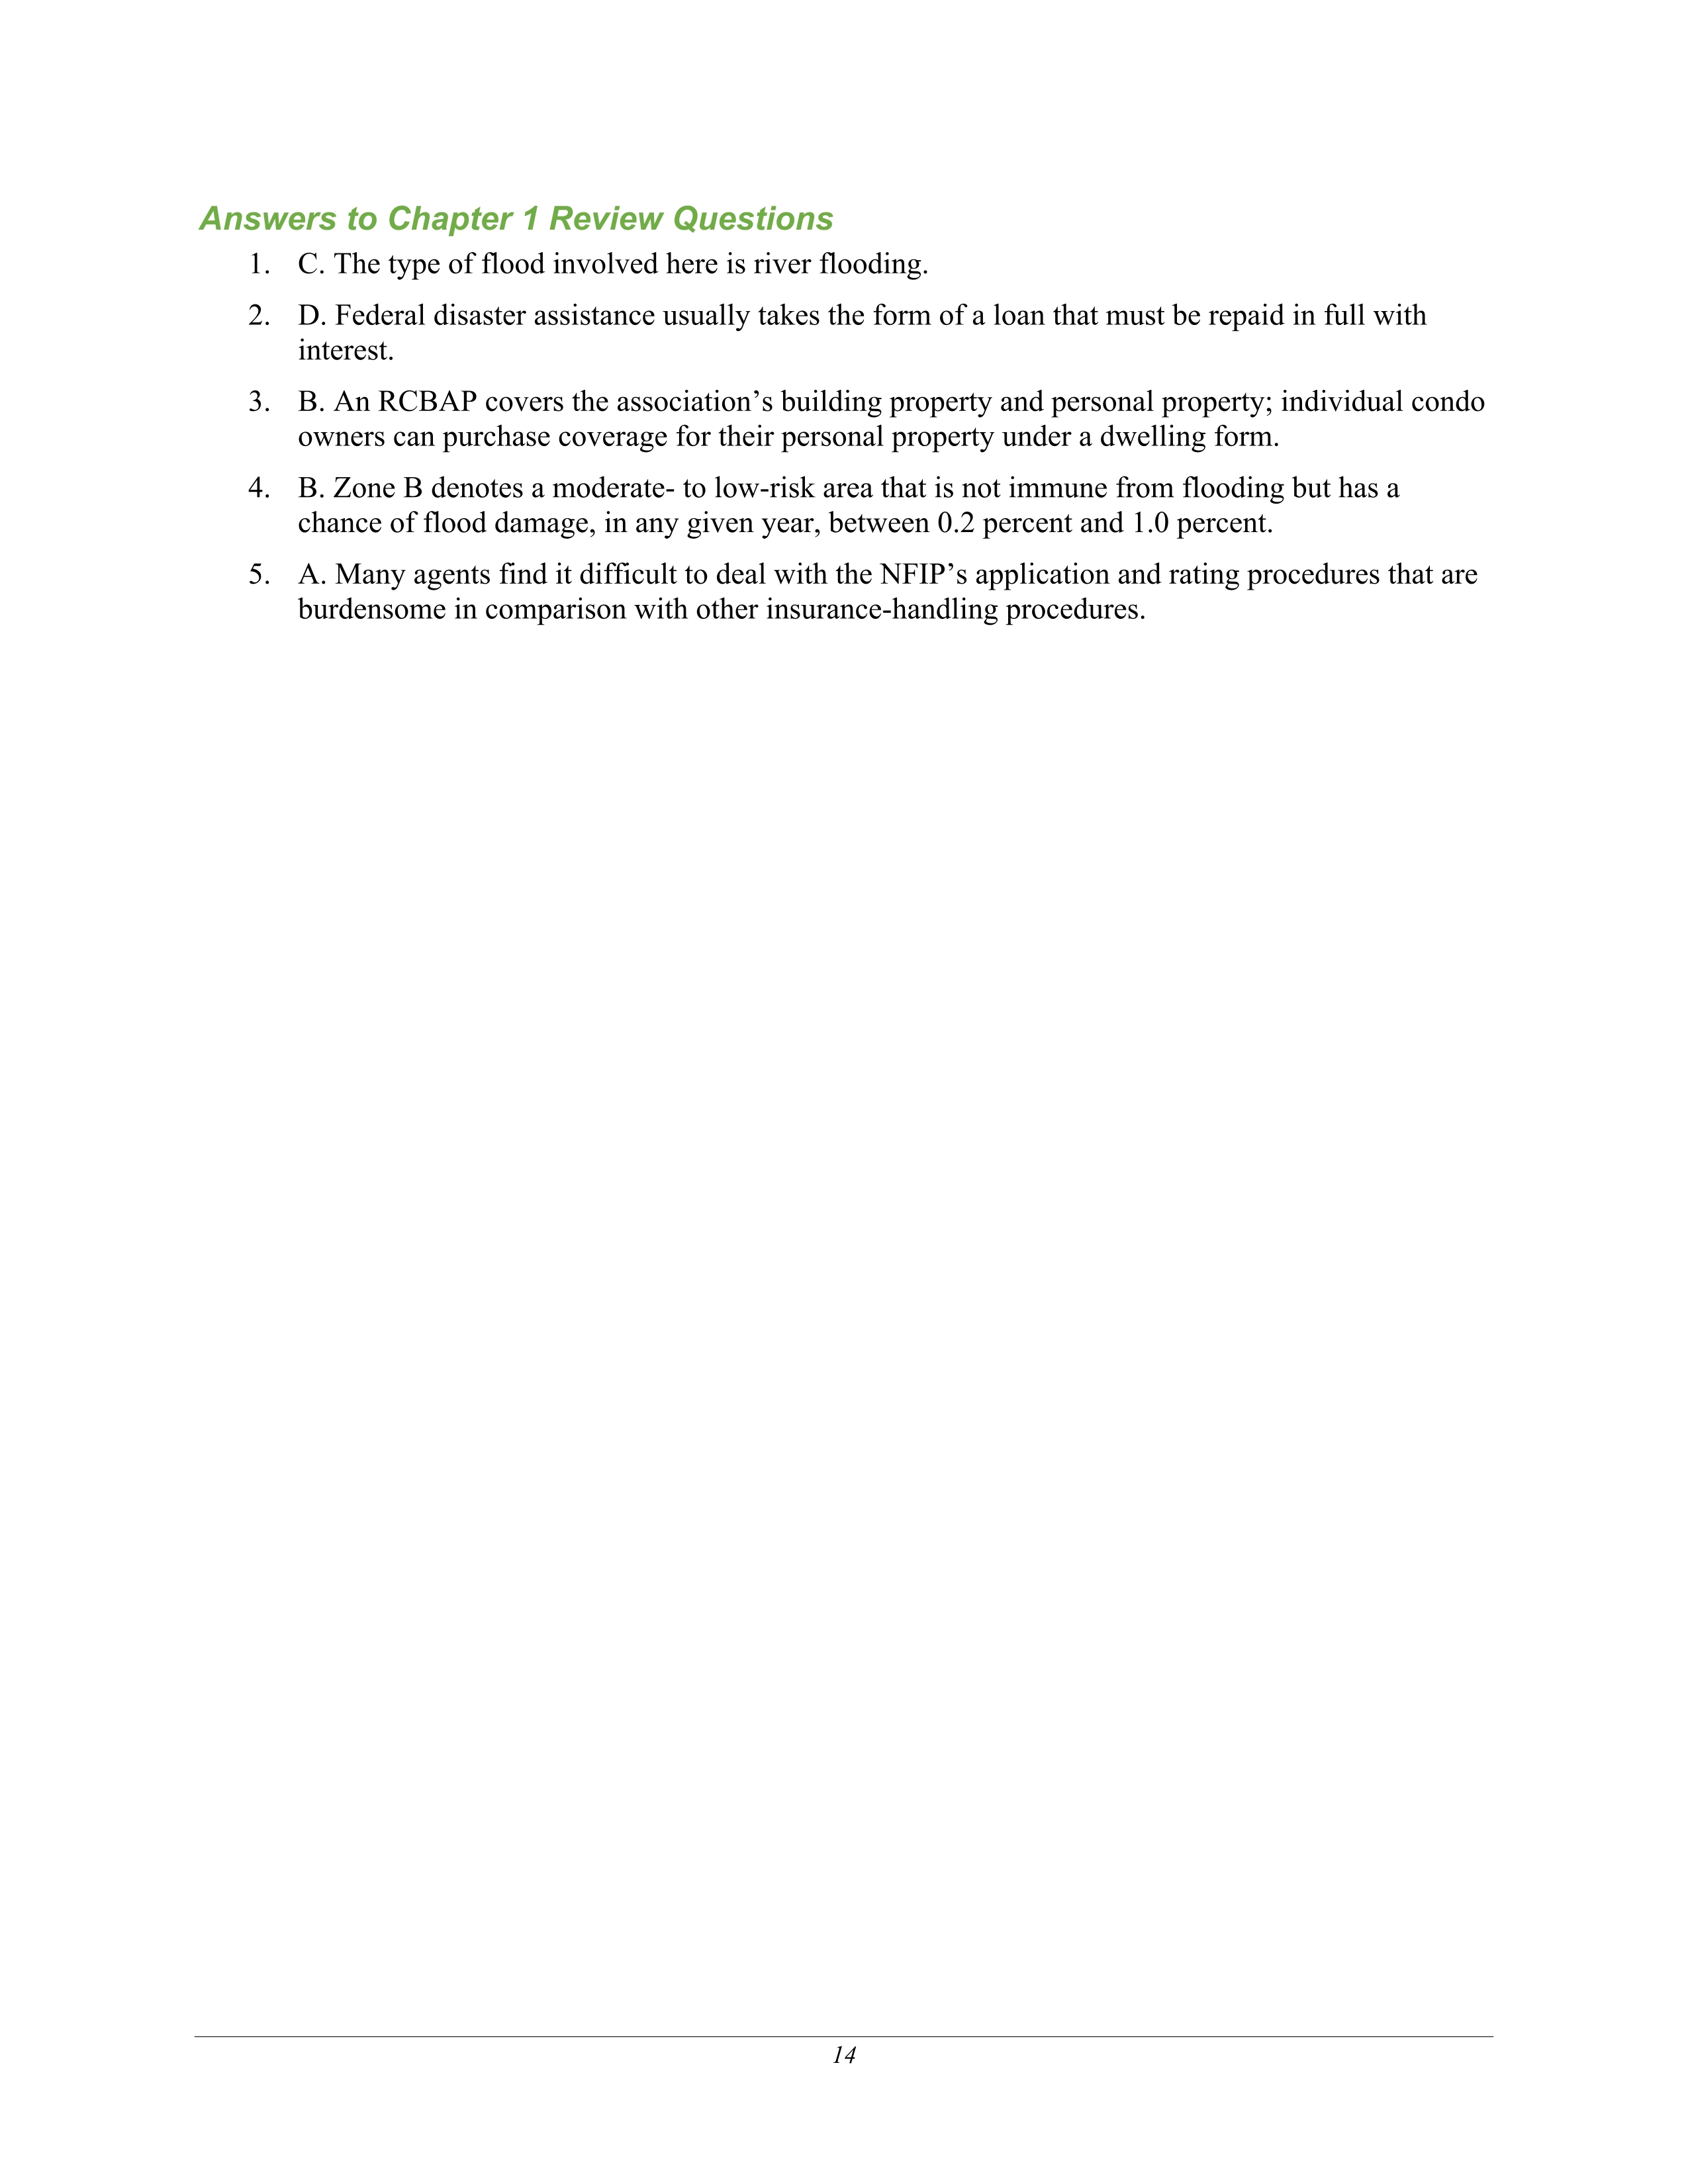 Answers to Chapter 1 Review Questions
1. C. The type of flood involved here is river flooding.
2. D. Federal disaster assistance usually takes the form of a loan that must be repaid in full with
interest.
3. B. An RCBAP covers the association’s building property and personal property; individual condo
owners can purchase coverage for their personal property under a dwelling form.
4. B. Zone B denotes a moderate- to low-risk area that is not immune from flooding but has a
chance of flood damage, in any given year, between 0.2 percent and 1.0 percent.
5. A. Many agents find it difficult to deal with the NFIP’s application and rating procedures that are
burdensome in comparison with other insurance-handling procedures.
14